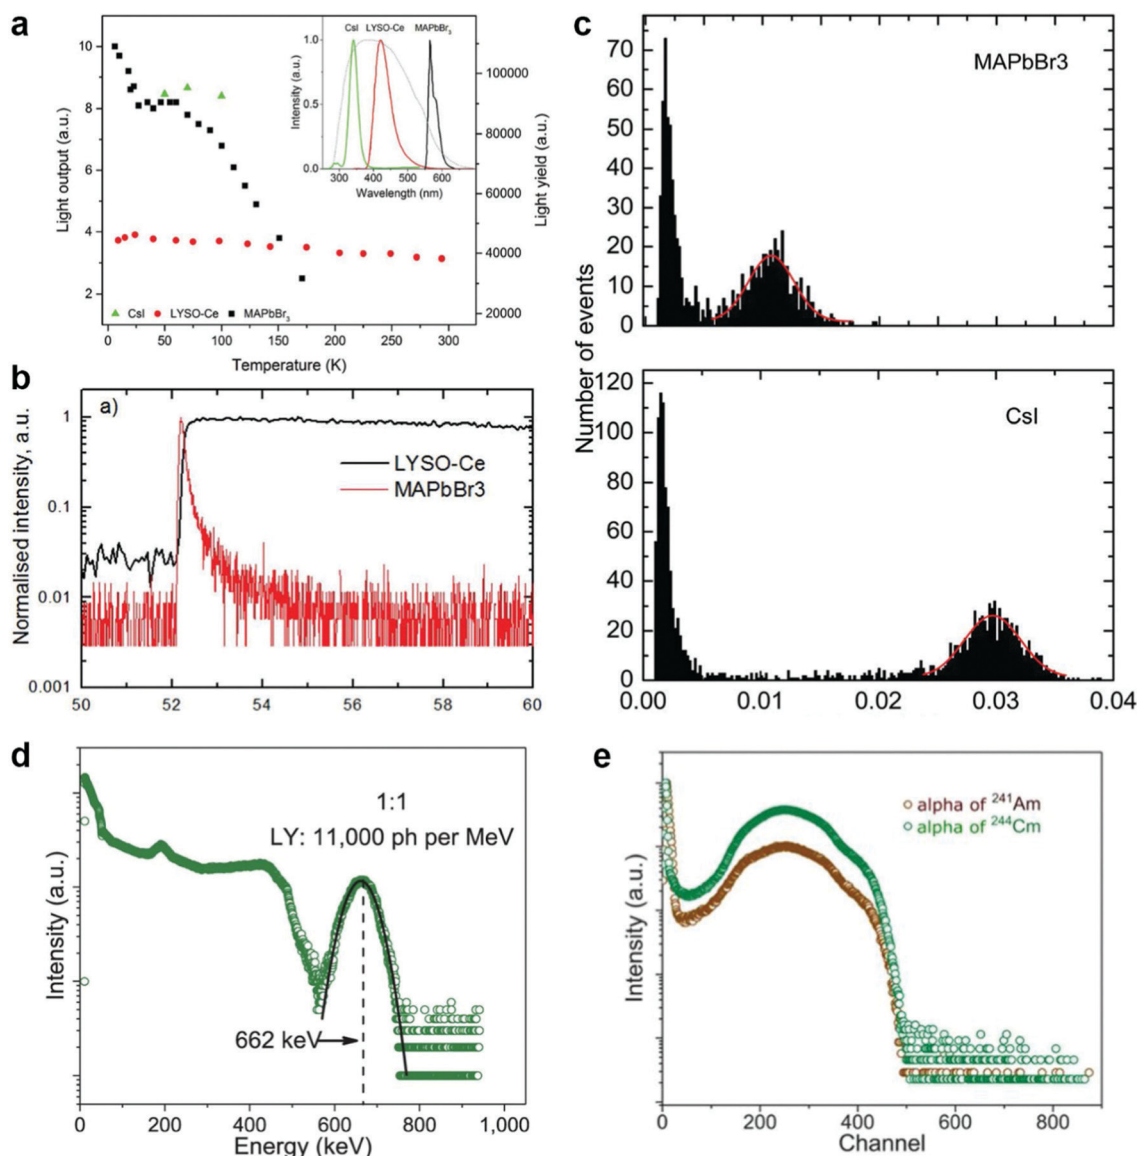 a
10
8
6
4
2
Light output (a.u.)
0 50 100 150 200 250 300
Temperature (K)
100000
80000
60000
40000
20000
Light yield (a.u.)
CsI LYSO-Ce MAPbBr3
CsI LYSO-Ce MAPbBr3
1.0
0.5
0.0
Intensity (a.u.)
300 400 500 600
Wavelength (nm)
b
a)
1
0.1
0.01
0.001
Normalised intensity, a.u.
LYSO-Ce
MAPbBr3
50 52 54 56 58 60
c
MAPbBr3
70
60
50
40
30
20
10
0
Number of events
CsI
120
100
80
60
40
20
0
0.00 0.01 0.02 0.03 0.04
d
1:1
LY: 11,000 ph per MeV
662 keV
Intensity (a.u.)
0 200 400 600 800 1,000
Energy (keV)
e
alpha of 241Am
alpha of 244Cm
Intensity (a.u.)
0 200 400 600 800
Channel